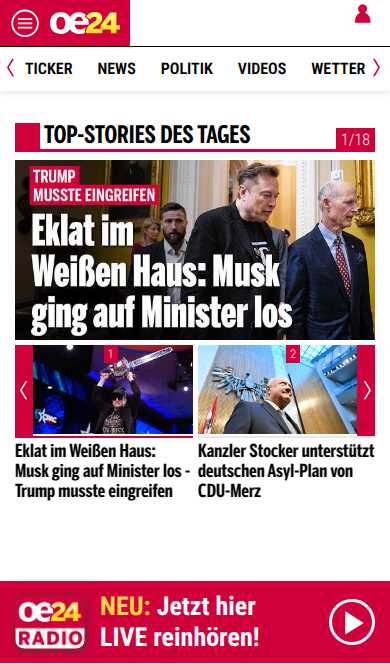 oe24
TICKER NEWS POLITIK VIDEOS WETTER
TOP-STORIES DES TAGES
1/18
TRUMP
MUSSTE EINGREIFEN
Eklat im
Weißen Haus: Musk
ging auf Minister los
1
2
Eklat im Weißen Haus:
Musk ging auf Minister los -
Trump musste eingreifen
Kanzler Stocker unterstützt
deutschen Asyl-Plan von
CDU-Merz
oe24
RADIO
NEU: Jetzt hier
LIVE reinhören!